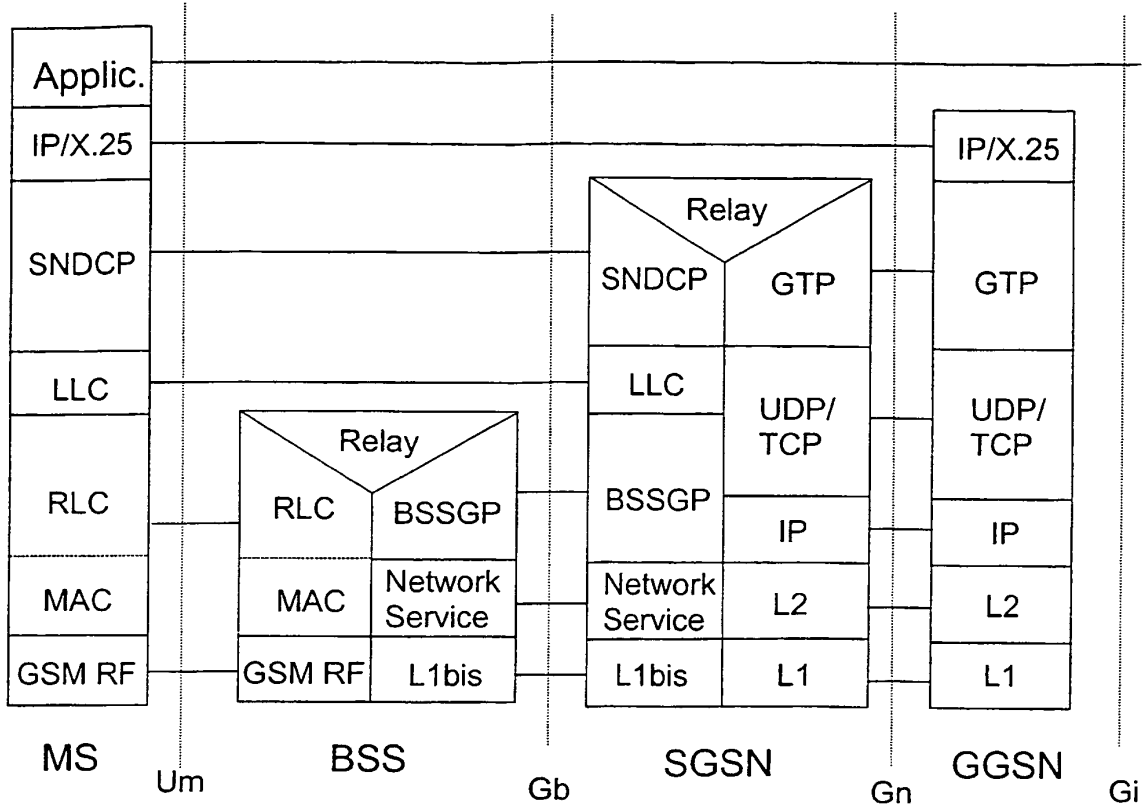 Applic.
IP/X.25
SNDCP
LLC
RLC
MAC
GSM RF
MS
Um
Relay
RLC
BSSGP
MAC
Network
Service
GSM RF
L1bis
BSS
Gb
Relay
SNDCP
GTP
LLC
UDP/
TCP
BSSGP
IP
Network
Service
L2
L1bis
L1
SGSN
Gn
IP/X.25
GTP
UDP/
TCP
IP
L2
L1
GGSN
Gi